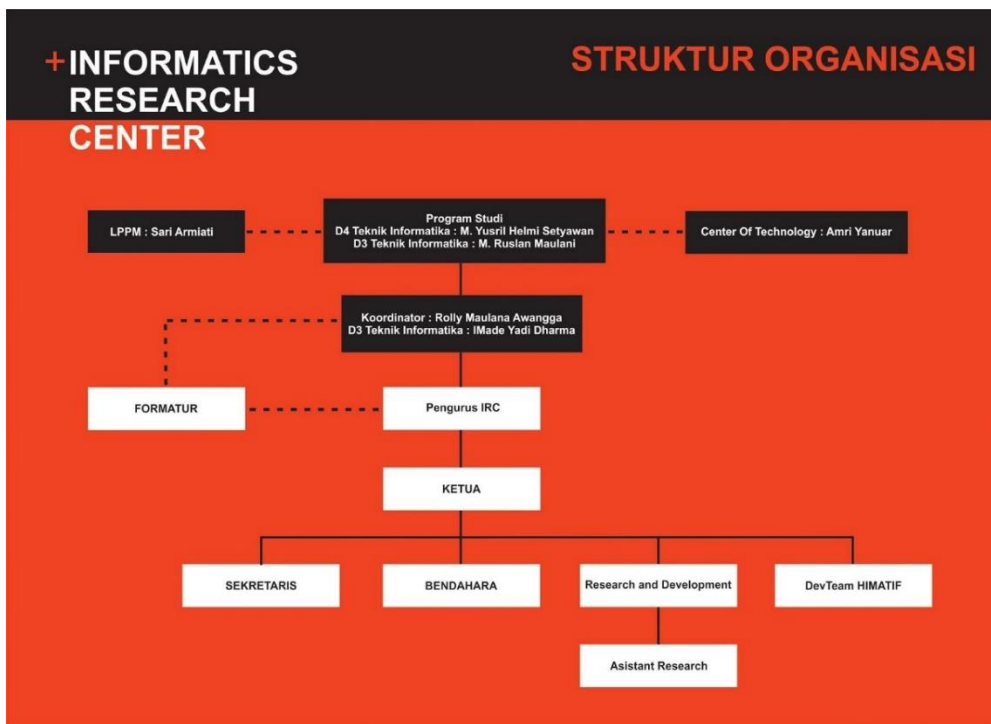 +INFORMATICS
RESEARCH
CENTER
STRUKTUR ORGANISASI
LPPM : Sari Armiati
Program Studi
D4 Teknik Informatika : M. Yusril Helmi Setyawan
D3 Teknik Informatika : M. Ruslan Maulani
Center Of Technology : Amri Yanuar
Koordinator : Rolly Maulana Awangga
D3 Teknik Informatika : IMade Yadi Dharma
FORMATUR
Pengurus IRC
KETUA
SEKRETARIS
BENDAHARA
Research and Development
DevTeam HIMATIF
Asistant Research